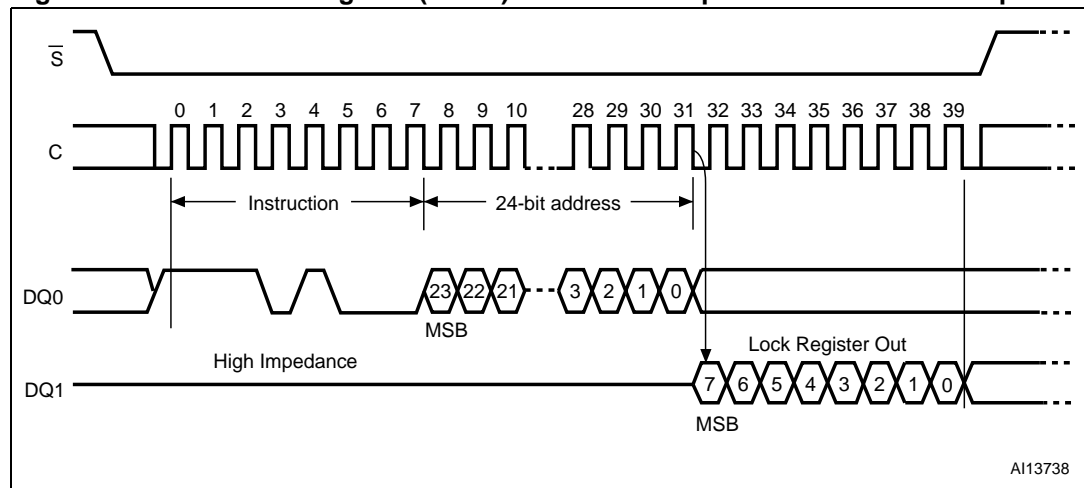 S
0 1 2 3 4 5 6 7 8 9 10 28 29 30 31 32 33 34 35 36 37 38 39
C
Instruction 24-bit address
DQ0 23 22 21 3 2 1 0
MSB
High Impedance Lock Register Out
DQ1 7 6 5 4 3 2 1 0
MSB
AI13738